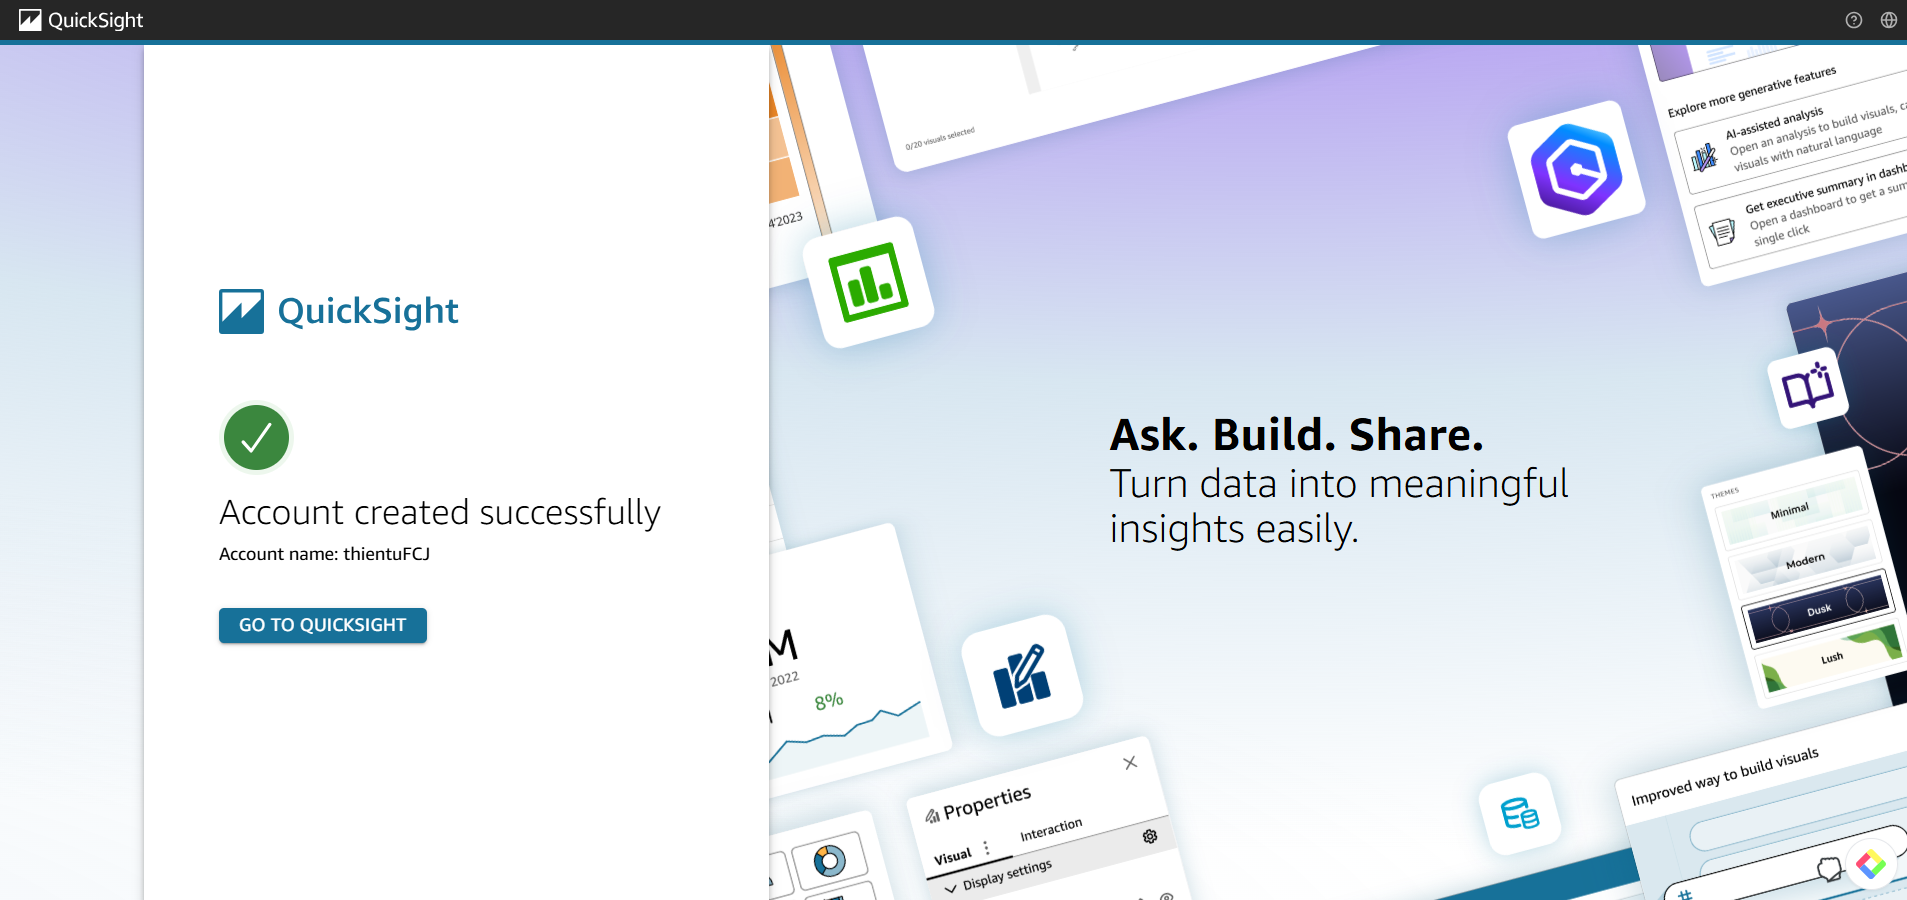 QuickSight
QuickSight
Account created successfully
Account name: thientuFCJ
GO TO QUICKSIGHT
0/20 visuals selected
4'2023
Explore more generative features
AI-assisted analysis
Open an analysis to build visuals, ca
visuals with natural language
Get executive summary in dashb
Open a dashboard to get a sum
single click
Ask. Build. Share.
Turn data into meaningful
insights easily.
THEMES
Minimal
Modern
Dusk
Lush
M
2022
8%
Properties
Visual
Interaction
Display settings
Improved way to build visuals
#